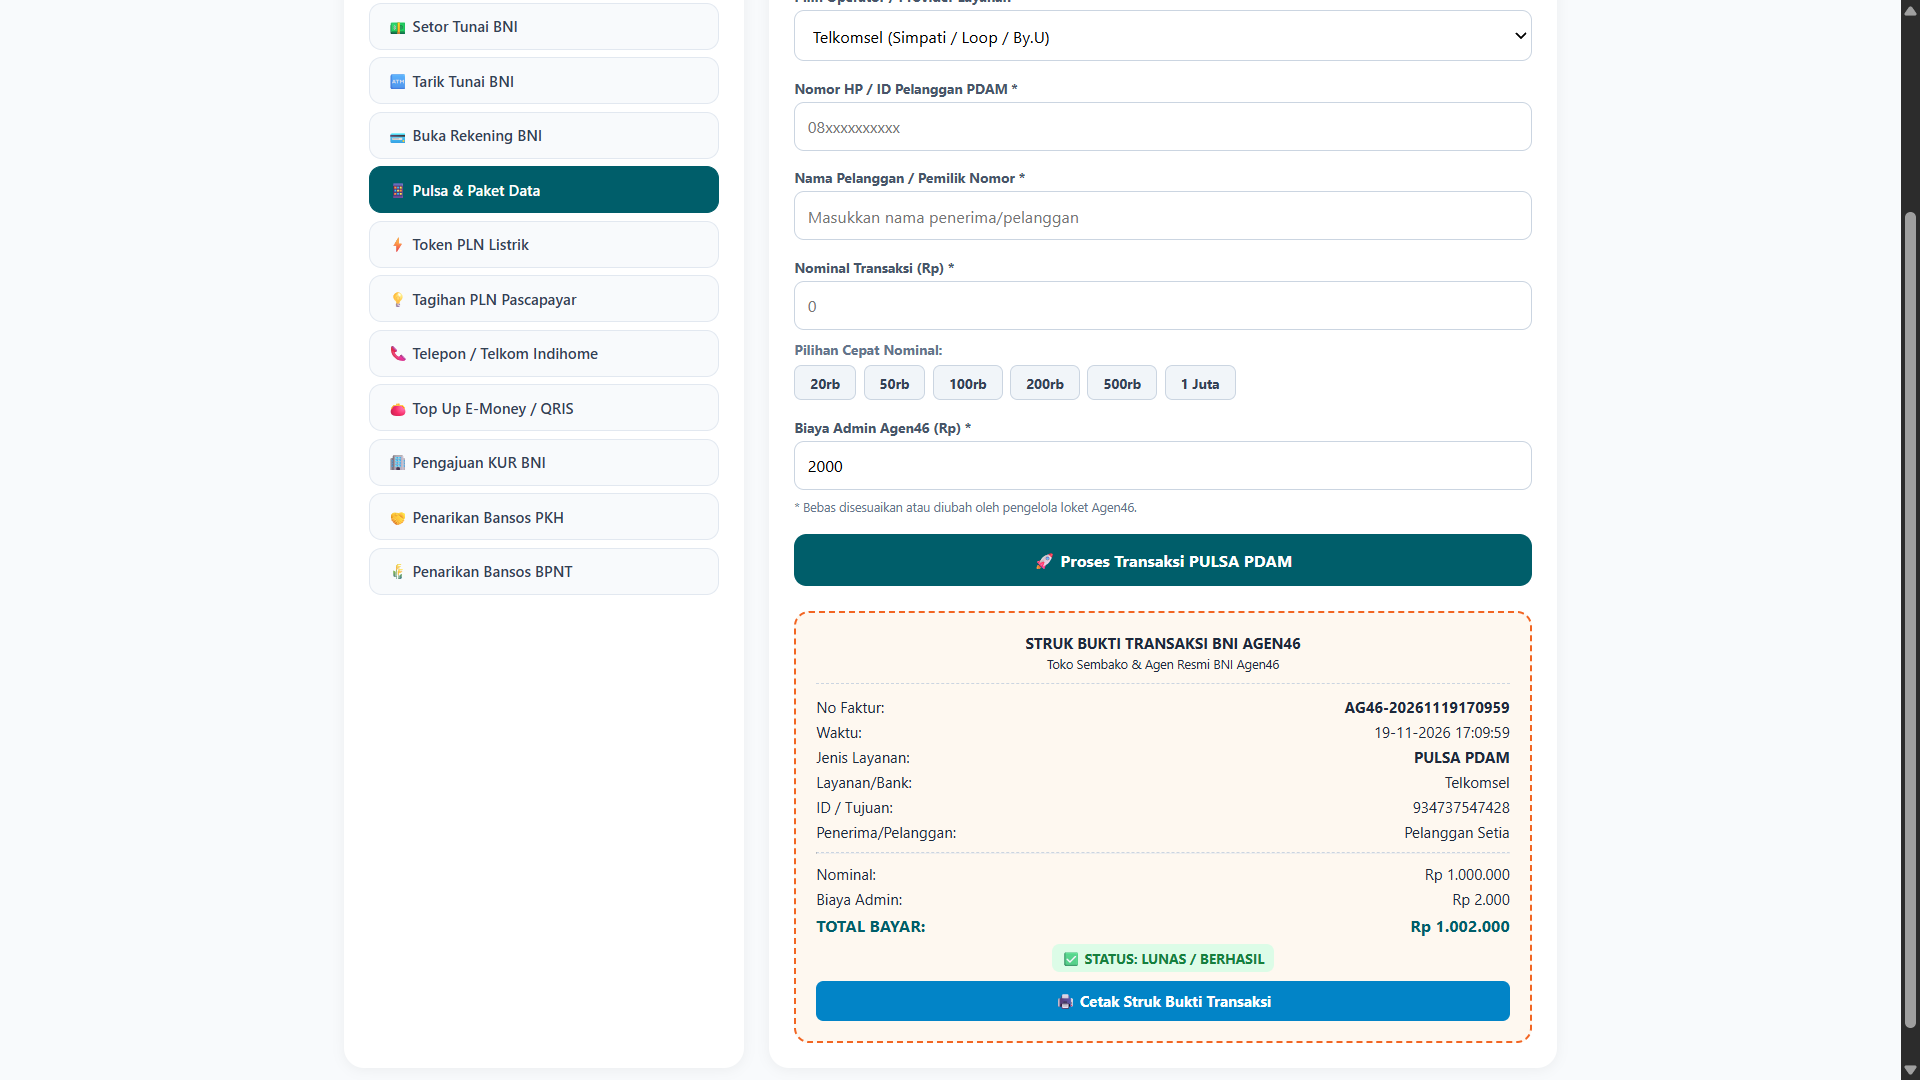 Setor Tunai BNI
Tarik Tunai BNI
Buka Rekening BNI
Pulsa & Paket Data
Token PLN Listrik
Tagihan PLN Pascapayar
Telepon / Telkom Indihome
Top Up E-Money / QRIS
Pengajuan KUR BNI
Penarikan Bansos PKH
Penarikan Bansos BPNT
Pilih Operator / Provider Layanan
Telkomsel (Simpati / Loop / By.U)
Nomor HP / ID Pelanggan PDAM *
08xxxxxxxxxx
Nama Pelanggan / Pemilik Nomor *
Masukkan nama penerima/pelanggan
Nominal Transaksi (Rp) *
0
Pilihan Cepat Nominal:
20rb 50rb 100rb 200rb 500rb 1 Juta
Biaya Admin Agen46 (Rp) *
2000
* Bebas disesuaikan atau diubah oleh pengelola loket Agen46.
🚀 Proses Transaksi PULSA PDAM
STRUK BUKTI TRANSAKSI BNI AGEN46
Toko Sembako & Agen Resmi BNI Agen46
No Faktur: AG46-20261119170959
Waktu: 19-11-2026 17:09:59
Jenis Layanan: PULSA PDAM
Layanan/Bank: Telkomsel
ID / Tujuan: 934737547428
Penerima/Pelanggan: Pelanggan Setia
Nominal: Rp 1.000.000
Biaya Admin: Rp 2.000
TOTAL BAYAR: Rp 1.002.000
✅ STATUS: LUNAS / BERHASIL
Cetak Struk Bukti Transaksi